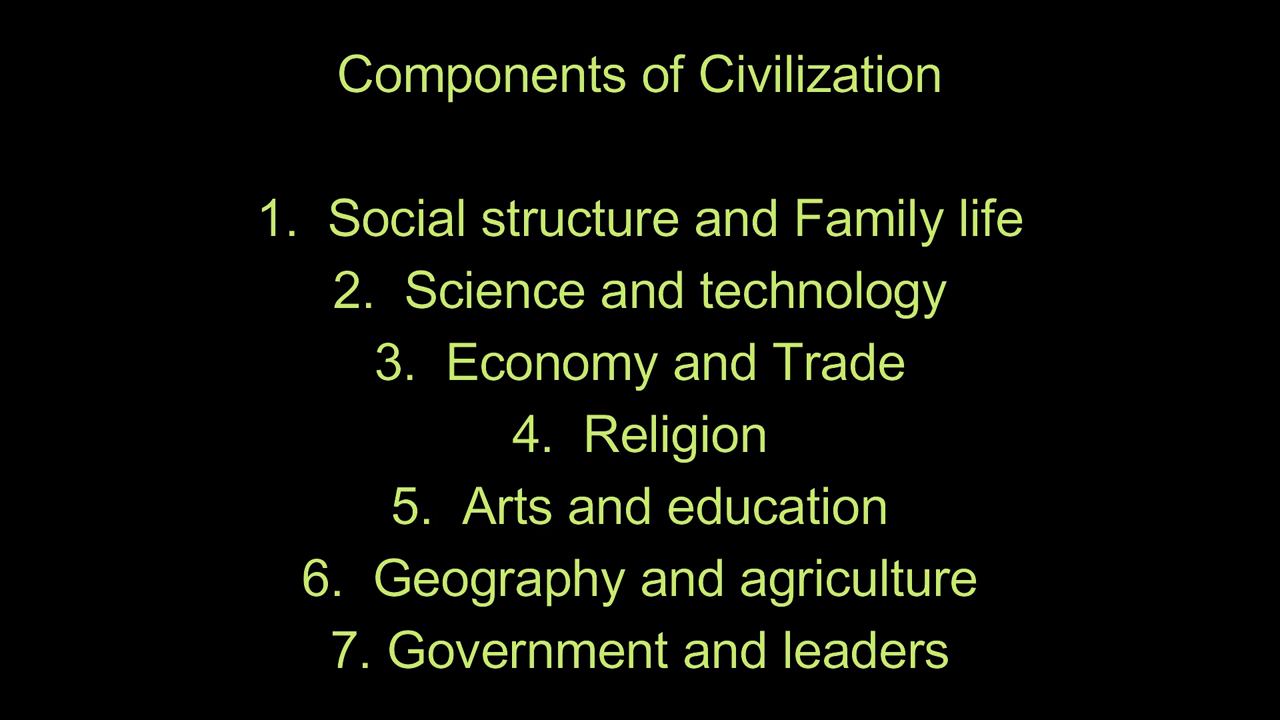 Components of Civilization
1. Social structure and Family life
2. Science and technology
3. Economy and Trade
4. Religion
5. Arts and education
6. Geography and agriculture
7. Government and leaders